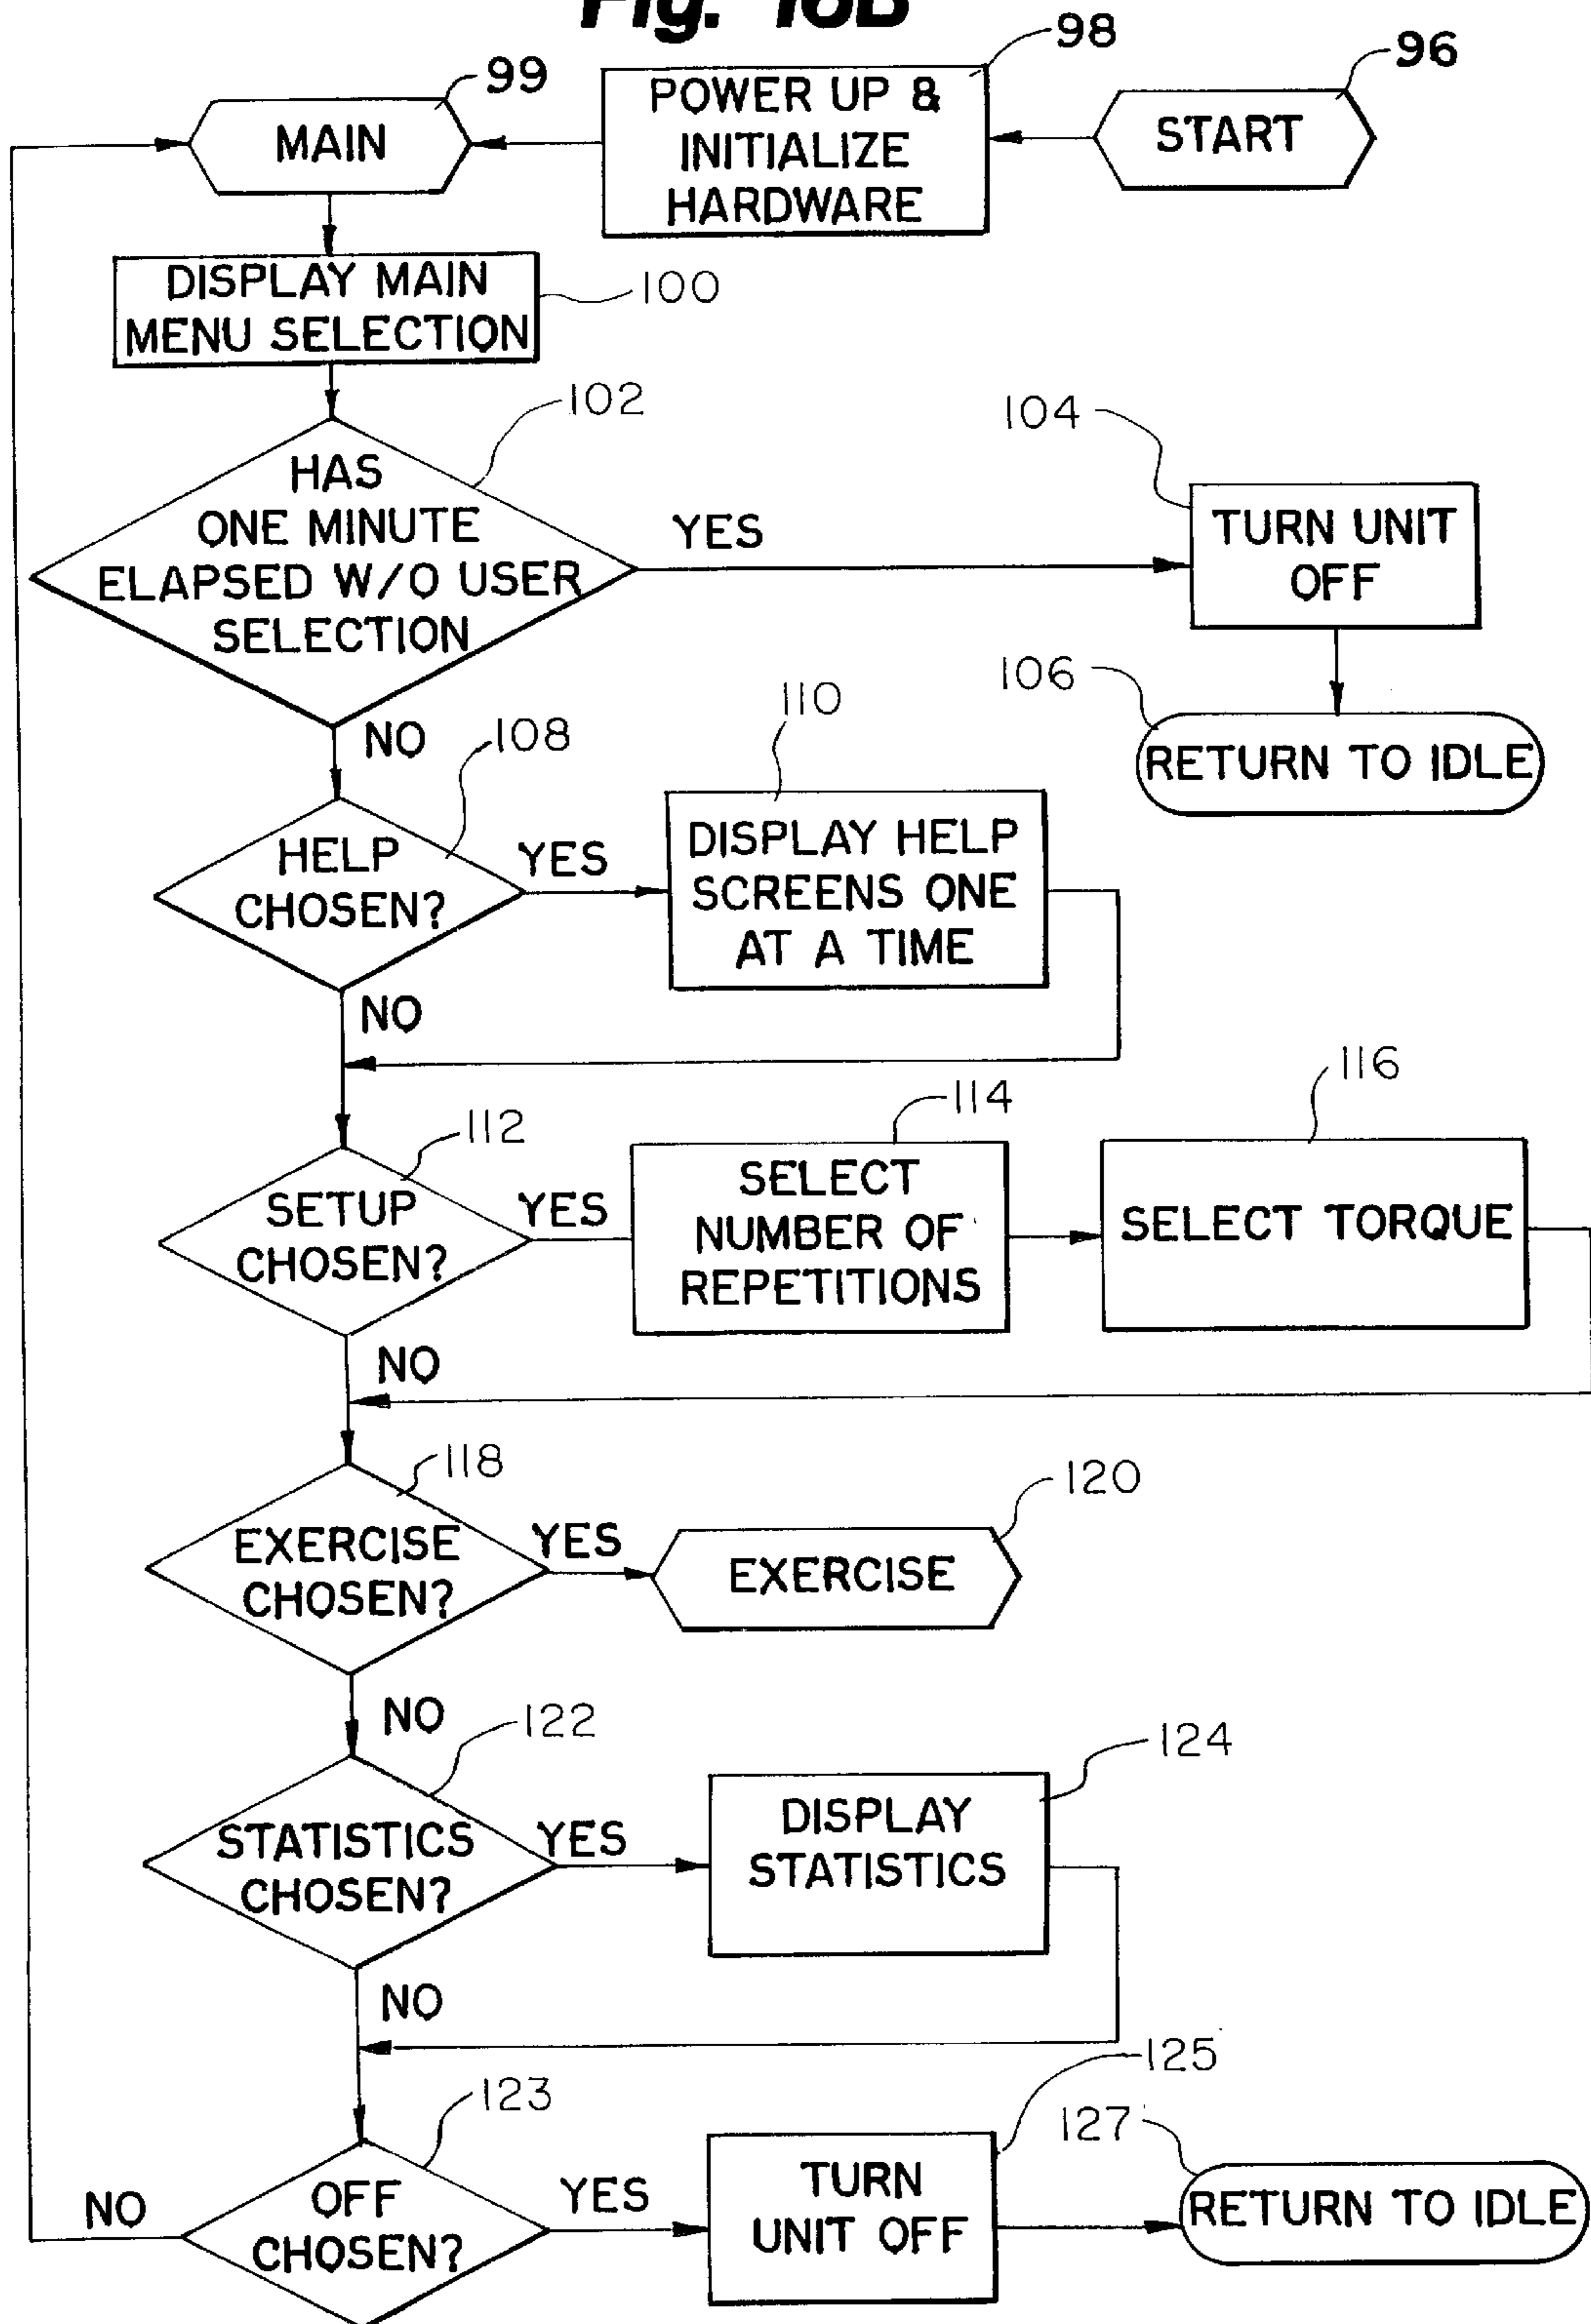 Fig. 16B
99
98
96
MAIN
POWER UP &
INITIALIZE
HARDWARE
START
DISPLAY MAIN
MENU SELECTION
100
102
HAS
ONE MINUTE
ELAPSED W/O USER
SELECTION
YES
104
TURN UNIT
OFF
NO
106
RETURN TO IDLE
108
HELP
CHOSEN?
YES
110
DISPLAY HELP
SCREENS ONE
AT A TIME
NO
112
SETUP
CHOSEN?
YES
114
SELECT
NUMBER OF
REPETITIONS
116
SELECT TORQUE
NO
118
EXERCISE
CHOSEN?
YES
120
EXERCISE
NO
122
STATISTICS
CHOSEN?
YES
124
DISPLAY
STATISTICS
NO
123
OFF
CHOSEN?
NO
YES
125
TURN
UNIT OFF
127
RETURN TO IDLE